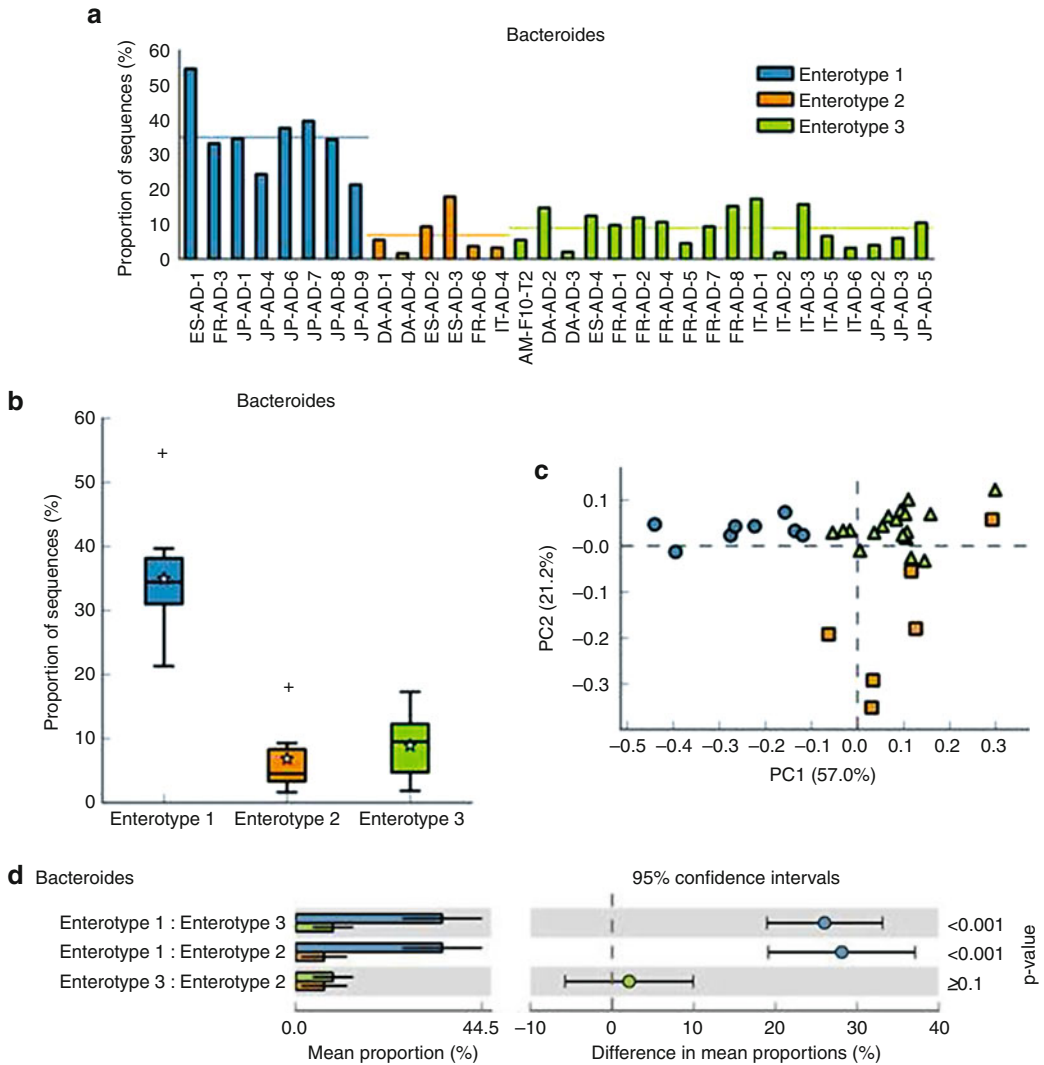 a
Bacteroides
Proportion of sequences (%)
60
50
40
30
20
10
0
Enterotype 1
Enterotype 2
Enterotype 3
ES-AD-1
FR-AD-3
JP-AD-1
JP-AD-4
JP-AD-6
JP-AD-7
JP-AD-8
JP-AD-9
DA-AD-1
DA-AD-4
ES-AD-2
ES-AD-3
FR-AD-6
IT-AD-4
AM-F10-T2
DA-AD-2
DA-AD-3
ES-AD-4
FR-AD-1
FR-AD-2
FR-AD-4
FR-AD-5
FR-AD-7
FR-AD-8
IT-AD-1
IT-AD-2
IT-AD-3
IT-AD-5
IT-AD-6
JP-AD-2
JP-AD-3
JP-AD-5
b
Bacteroides
Proportion of sequences (%)
60
50
40
30
20
10
0
Enterotype 1 Enterotype 2 Enterotype 3
c
PC2 (21.2%)
0.1
–0.0
–0.1
–0.2
–0.3
–0.5 –0.4 –0.3 –0.2 –0.1 0.0 0.1 0.2 0.3
PC1 (57.0%)
d Bacteroides
95% confidence intervals
Enterotype 1 : Enterotype 3
<0.001
Enterotype 1 : Enterotype 2
<0.001
Enterotype 3 : Enterotype 2
≥0.1
p-value
0.0 44.5
Mean proportion (%)
–10 0 10 20 30 40
Difference in mean proportions (%)